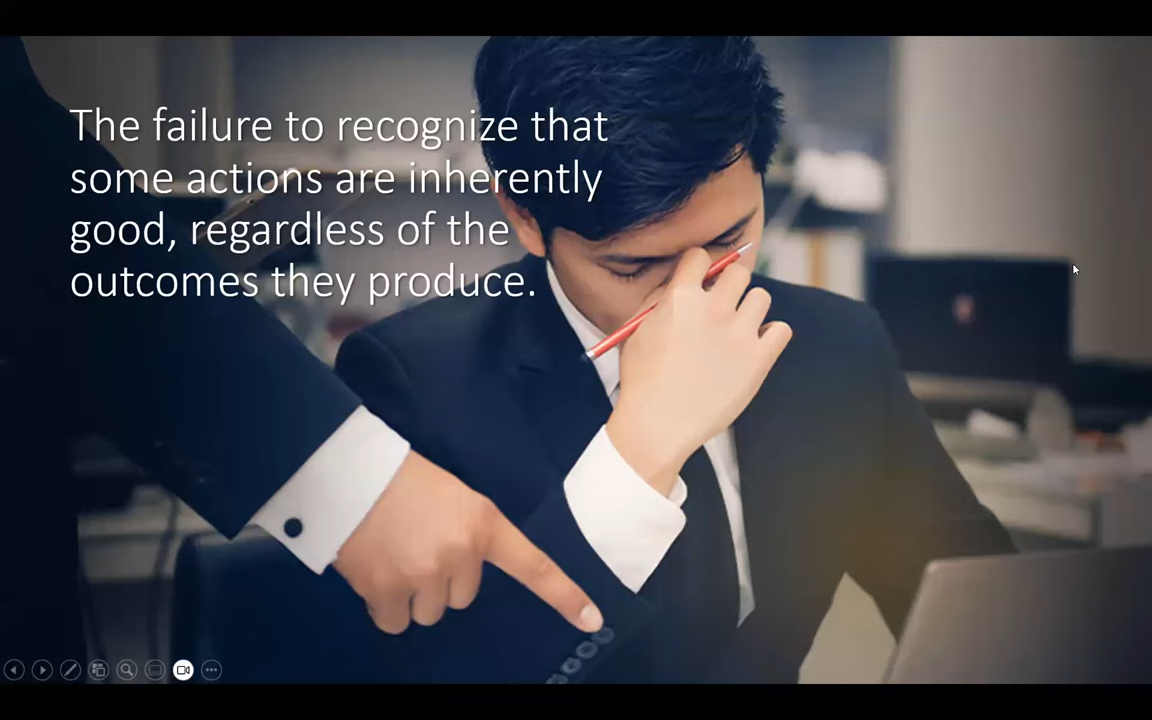 The failure to recognize that
some actions are inherently
good, regardless of the
outcomes they produce.